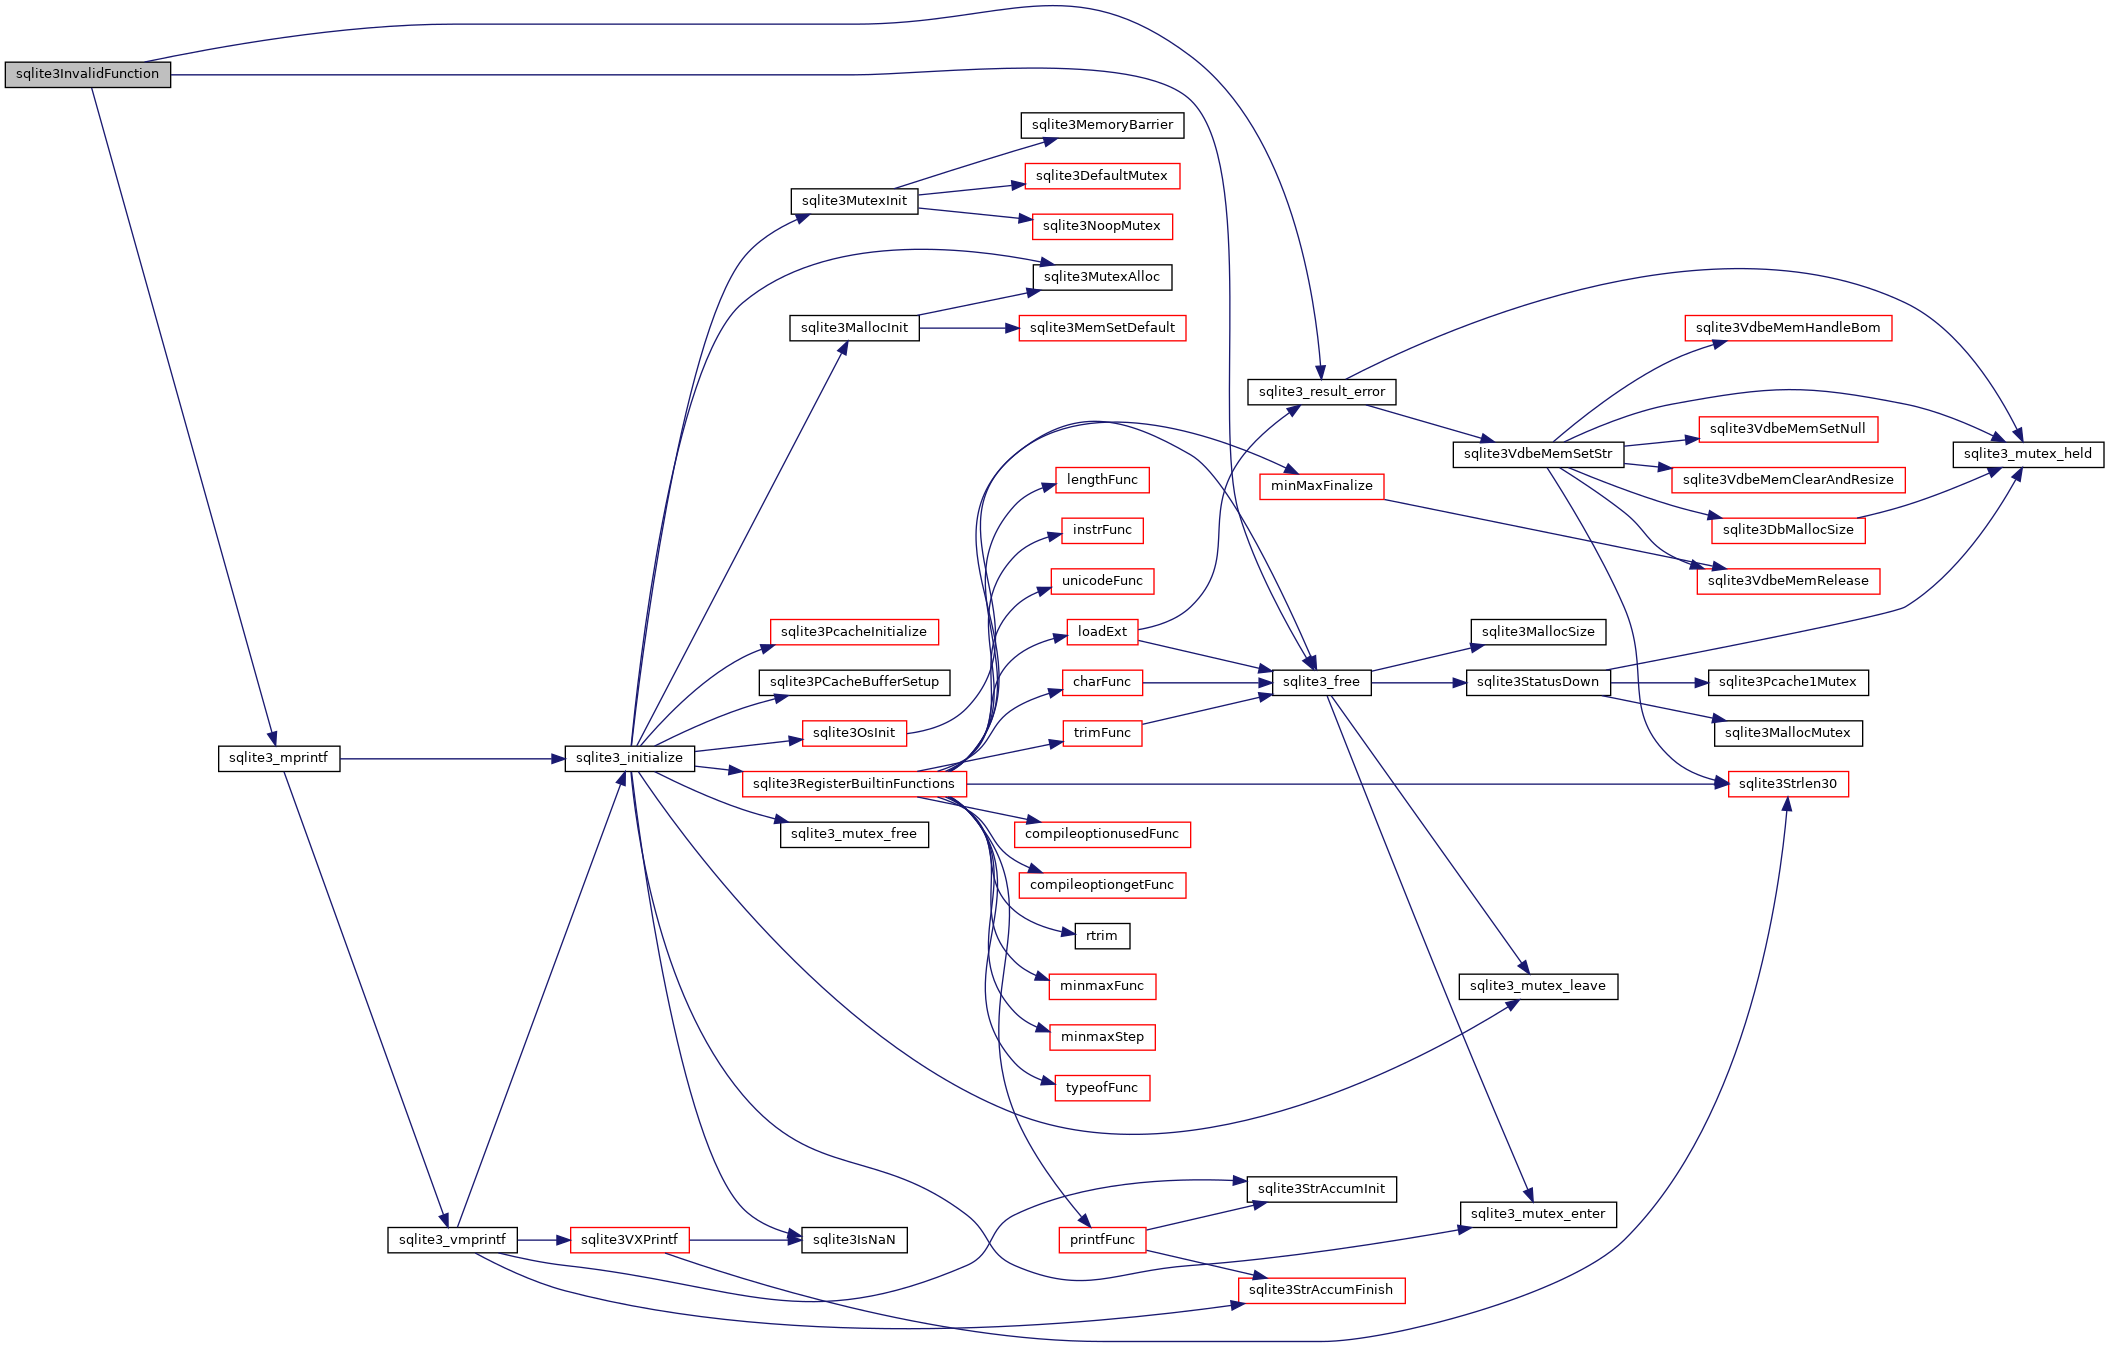 sqlite3InvalidFunction
sqlite3MemoryBarrier
sqlite3DefaultMutex
sqlite3MutexInit
sqlite3NoopMutex
sqlite3MutexAlloc
sqlite3MallocInit
sqlite3MemSetDefault
sqlite3VdbeMemHandleBom
sqlite3_result_error
sqlite3VdbeMemSetNull
sqlite3VdbeMemSetStr
sqlite3_mutex_held
lengthFunc
minMaxFinalize
sqlite3VdbeMemClearAndResize
instrFunc
sqlite3DbMallocSize
unicodeFunc
sqlite3VdbeMemRelease
sqlite3PcacheInitialize
loadExt
sqlite3MallocSize
sqlite3PCacheBufferSetup
charFunc
sqlite3_free
sqlite3StatusDown
sqlite3Pcache1Mutex
sqlite3OsInit
trimFunc
sqlite3MallocMutex
sqlite3_mprintf
sqlite3_initialize
sqlite3RegisterBuiltinFunctions
sqlite3Strlen30
sqlite3_mutex_free
compileoptionusedFunc
compileoptiongetFunc
rtrim
minmaxFunc
sqlite3_mutex_leave
minmaxStep
typeofFunc
sqlite3StrAccumInit
sqlite3_mutex_enter
sqlite3_vmprintf
sqlite3VXPrintf
sqlite3IsNaN
printfFunc
sqlite3StrAccumFinish